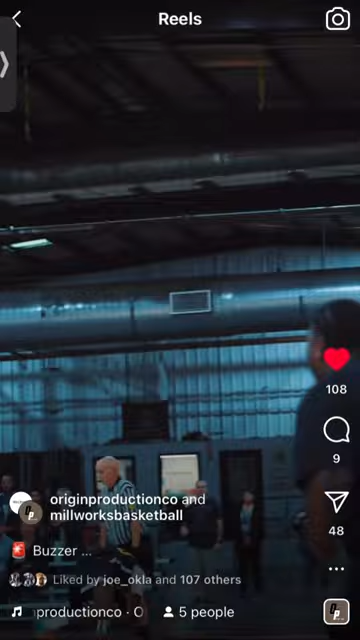 Reels
108
9
48
originproductionco and
millworksbasketball
🚨 Buzzer ...
Liked by joe_okla and 107 others
productionco · O
5 people